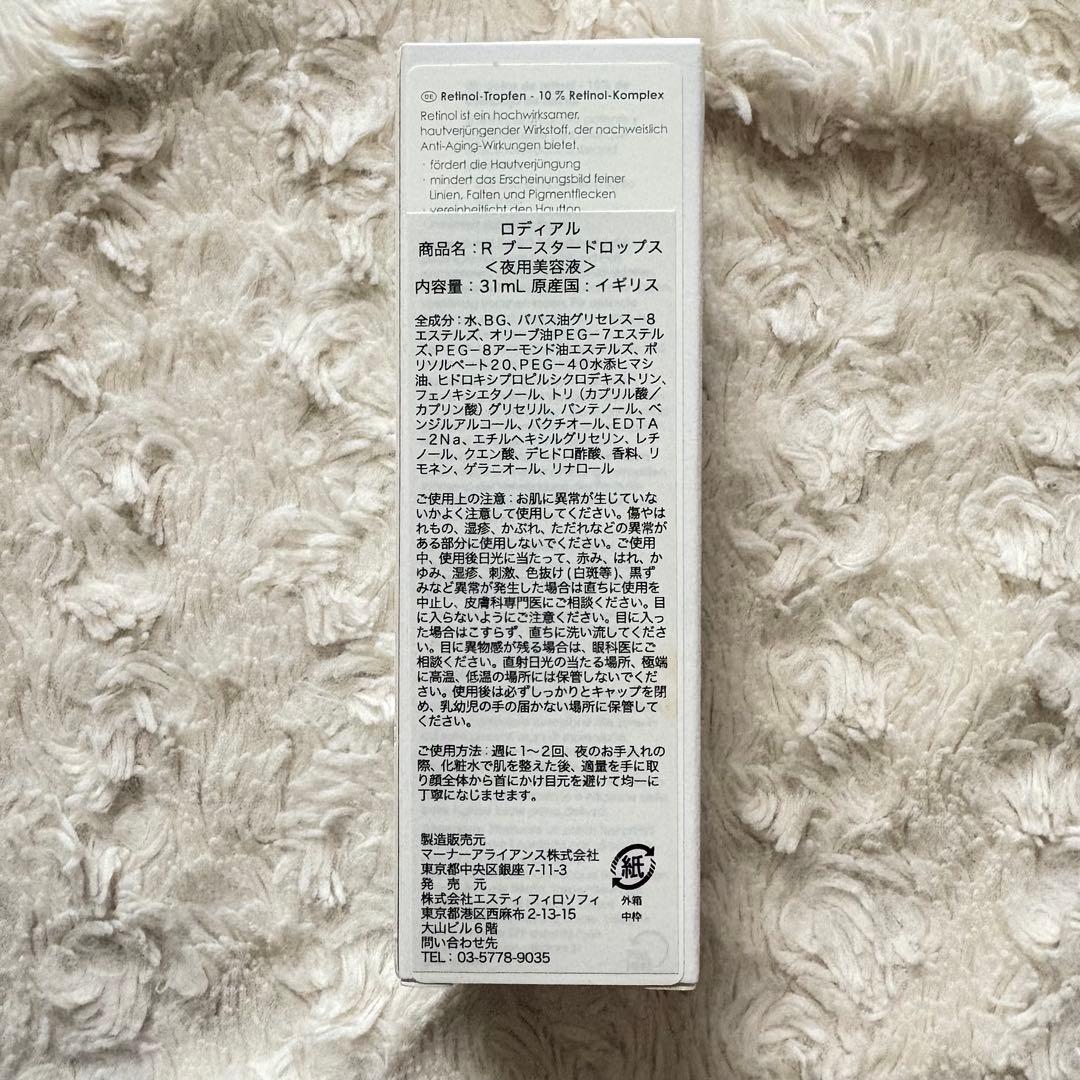 DE Retinol-Tropfen - 10 % Retinol-Komplex
Retinol ist ein hochwirksamer,
hautverjüngender Wirkstoff, der nachweislich
Anti-Aging-Wirkungen bietet.
· fördert die Hautverjüngung
· mindert das Erscheinungsbild feiner
Linien, Falten und Pigmentflecken
· vereinheitlicht den Hautton
ロディアル
商品名：R ブースタードロップス
＜夜用美容液＞
内容量：31mL 原産国：イギリス
全成分：水、BG、ババス油グリセレス－8
エステルズ、オリーブ油PEG－7エステル
ズ、PEG－8アーモンド油エステルズ、ポ
リソルベート20、PEG－40水添ヒマシ
油、ヒドロキシプロピルシクロデキストリン、
フェノキシエタノール、トリ（カプリル酸／
カプリン酸）グリセリル、パンテノール、ベ
ンジルアルコール、バクチオール、EDTA
－2Na、エチルヘキシルグリセリン、レチ
ノール、クエン酸、デヒドロ酢酸、香料、リ
モネン、ゲラニオール、リナロール
ご使用上の注意：お肌に異常が生じていな
いかよく注意して使用してください。傷やは
れもの、湿疹、かぶれ、ただれなどの異常が
ある部分に使用しないでください。ご使用
中、使用後日光に当たって、赤み、はれ、か
ゆみ、湿疹、刺激、色抜け(白斑等)、黒ず
みなど異常が発生した場合は直ちに使用を
中止し、皮膚科専門医にご相談ください。目
に入らないようにご注意ください。目に入っ
た場合はこすらず、直ちに洗い流してくださ
い。目に異物感が残る場合は、眼科医にご
相談ください。直射日光の当たる場所、極端
に高温、低温の場所には保管しないでくだ
さい。使用後は必ずしっかりとキャップを閉
め、乳幼児の手の届かない場所に保管して
ください。
ご使用方法：週に1～2回、夜のお手入れの
際、化粧水で肌を整えた後、適量を手に取
り顔全体から首にかけ目元を避けて均一に
丁寧になじませます。
製造販売元
マーナーアライアンス株式会社
東京都中央区銀座7-11-3
発 売 元
株式会社エスティ フィロソフィ
東京都港区西麻布2-13-15
大山ビル6階
問い合わせ先
TEL：03-5778-9035
紙
外箱
中枠